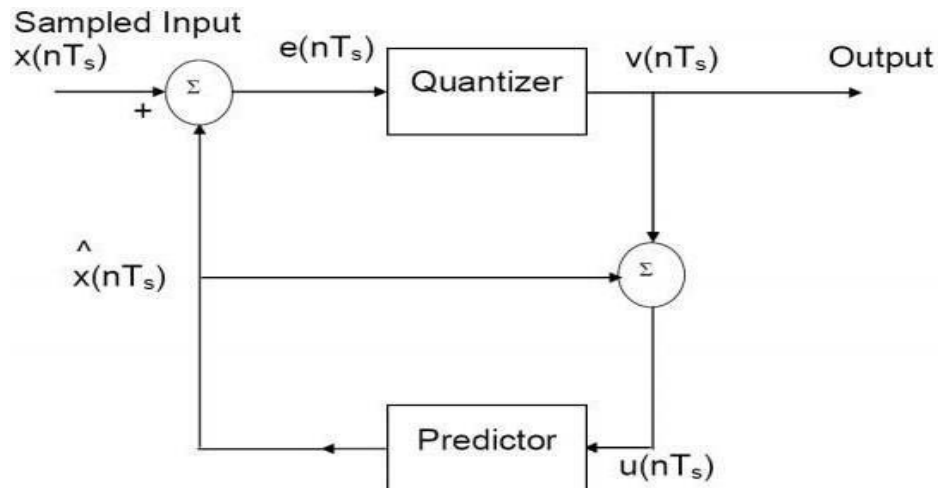 Sampled Input
x(nTₛ)
+
Σ
e(nTₛ)
Quantizer
v(nTₛ)
Output
^
x(nTₛ)
Σ
Predictor
u(nTₛ)